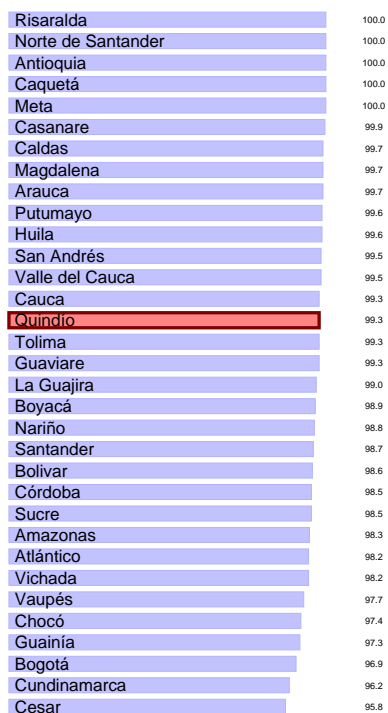 Risaralda 100.0
Norte de Santander 100.0
Antioquia 100.0
Caquetá 100.0
Meta 100.0
Casanare 99.9
Caldas 99.7
Magdalena 99.7
Arauca 99.7
Putumayo 99.6
Huila 99.6
San Andrés 99.5
Valle del Cauca 99.5
Cauca 99.3
Quindío 99.3
Tolima 99.3
Guaviare 99.3
La Guajira 99.0
Boyacá 98.9
Nariño 98.8
Santander 98.7
Bolivar 98.6
Córdoba 98.5
Sucre 98.5
Amazonas 98.3
Atlántico 98.2
Vichada 98.2
Vaupés 97.7
Chocó 97.4
Guainía 97.3
Bogotá 96.9
Cundinamarca 96.2
Cesar 95.8